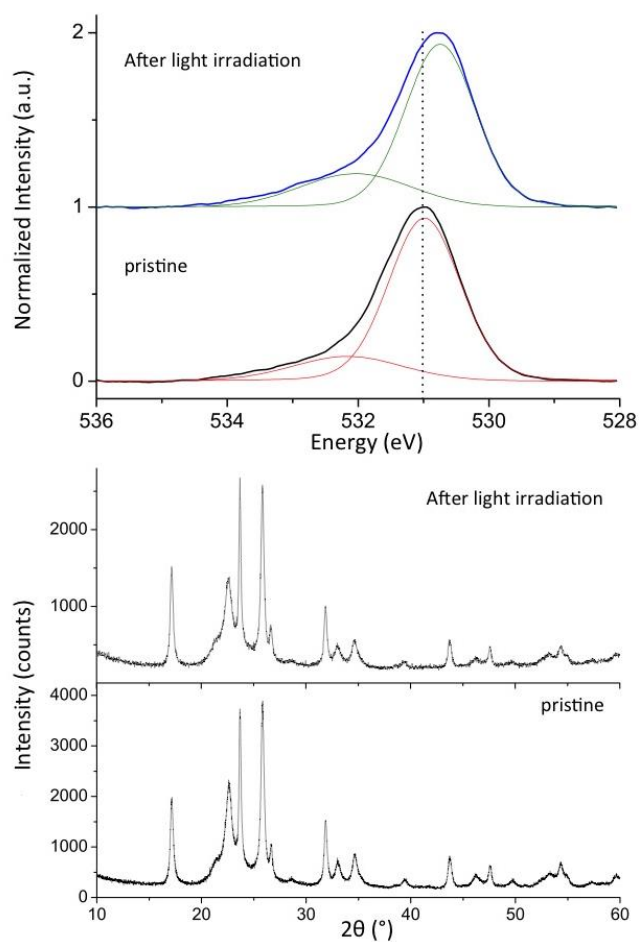 2
After light irradiation
1
pristine
0
536 534 532 530 528
Energy (eV)
Normalized Intensity (a.u.)
After light irradiation
2000
1000
pristine
4000
3000
2000
1000
0
10 20 30 40 50 60
2θ (°)
Intensity (counts)